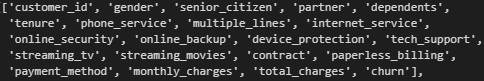 ['customer_id', 'gender', 'senior_citizen', 'partner', 'dependents',
'tenure', 'phone_service', 'multiple_lines', 'internet_service',
'online_security', 'online_backup', 'device_protection', 'tech_support',
'streaming_tv', 'streaming_movies', 'contract', 'paperless_billing',
'payment_method', 'monthly_charges', 'total_charges', 'churn'],